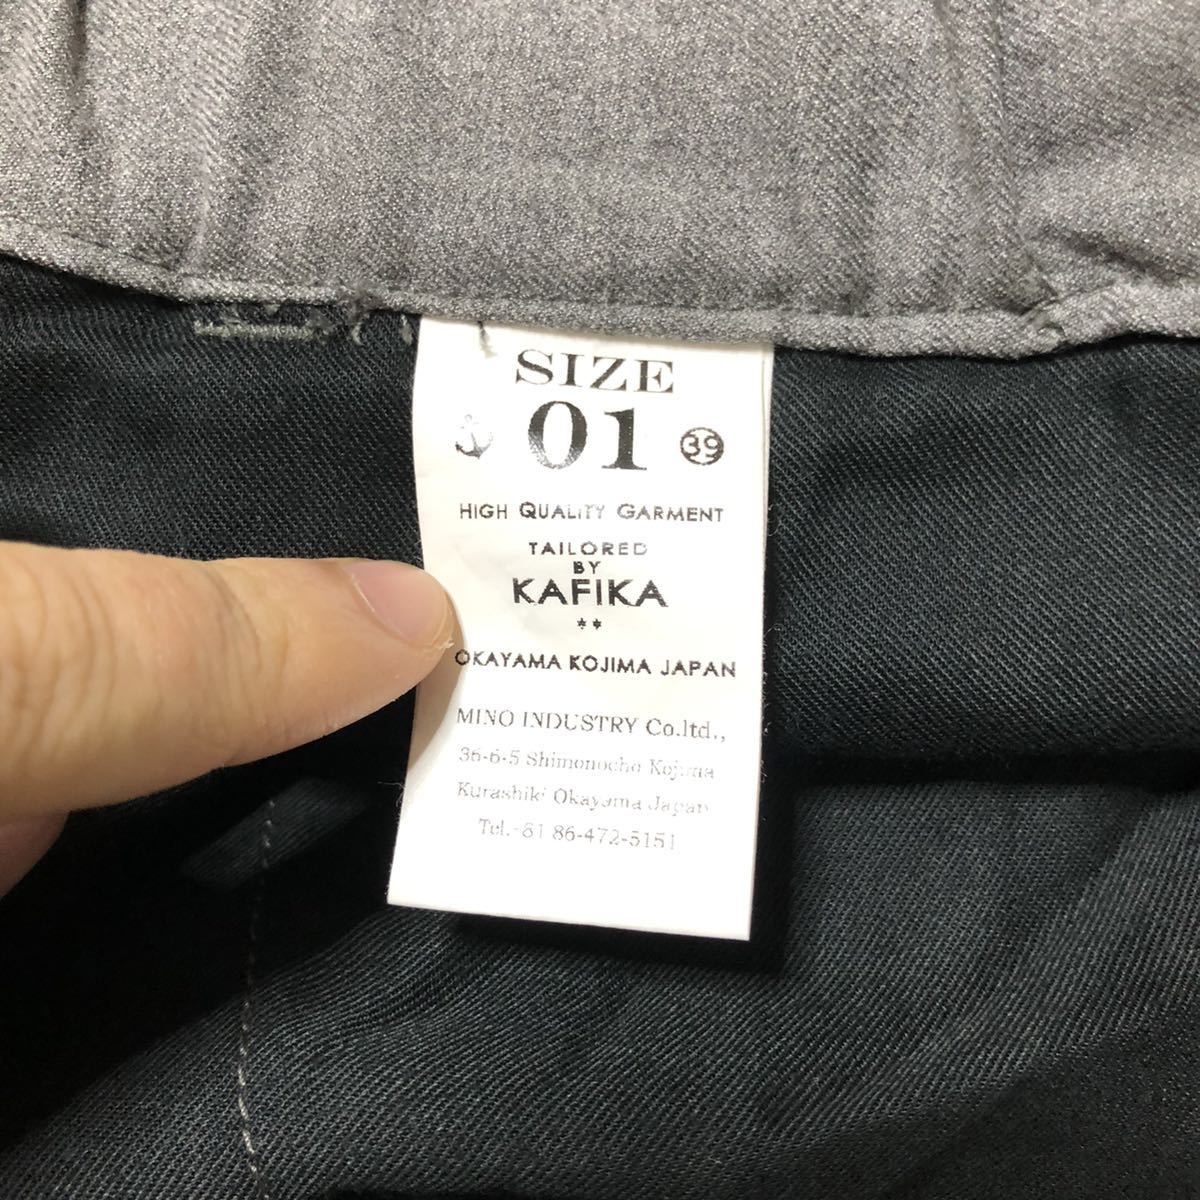 SIZE
01 39
HIGH QUALITY GARMENT
TAILORED
BY
KAFIKA
**
OKAYAMA KOJIMA JAPAN
MINO INDUSTRY Co.ltd.,
36-6-5 Shimonocho Kojima
Kurashiki Okayama Japan
Tel.+81 86-472-5151